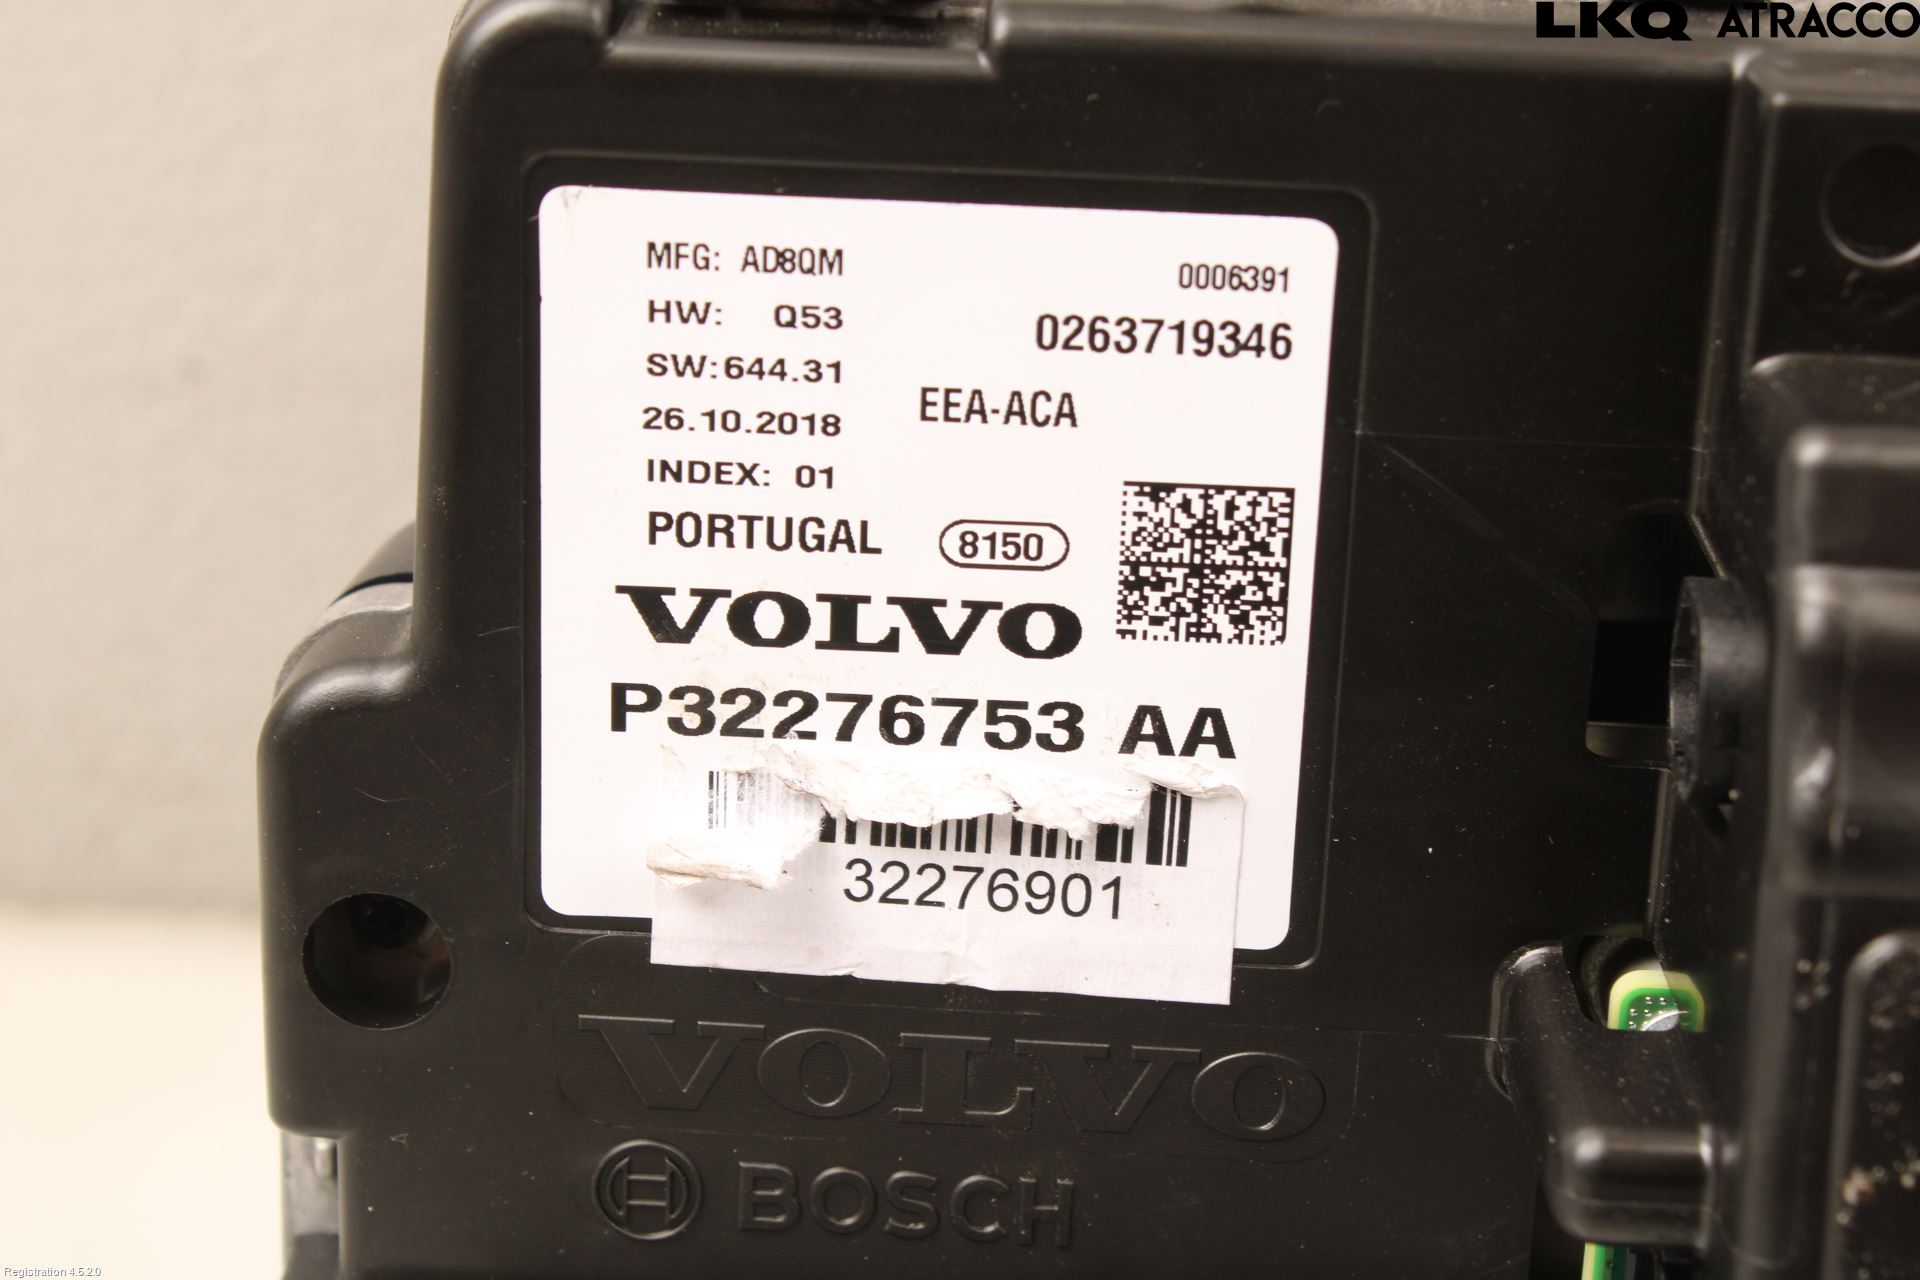 LKQ ATRACCO
MFG: AD8QM
0006391
HW: Q53
0263719346
SW:644.31
EEA-ACA
26.10.2018
INDEX: 01
PORTUGAL
8150
VOLVO
P32276753 AA
32276901
VOLVO
BOSCH
Registration 4.5.2.0